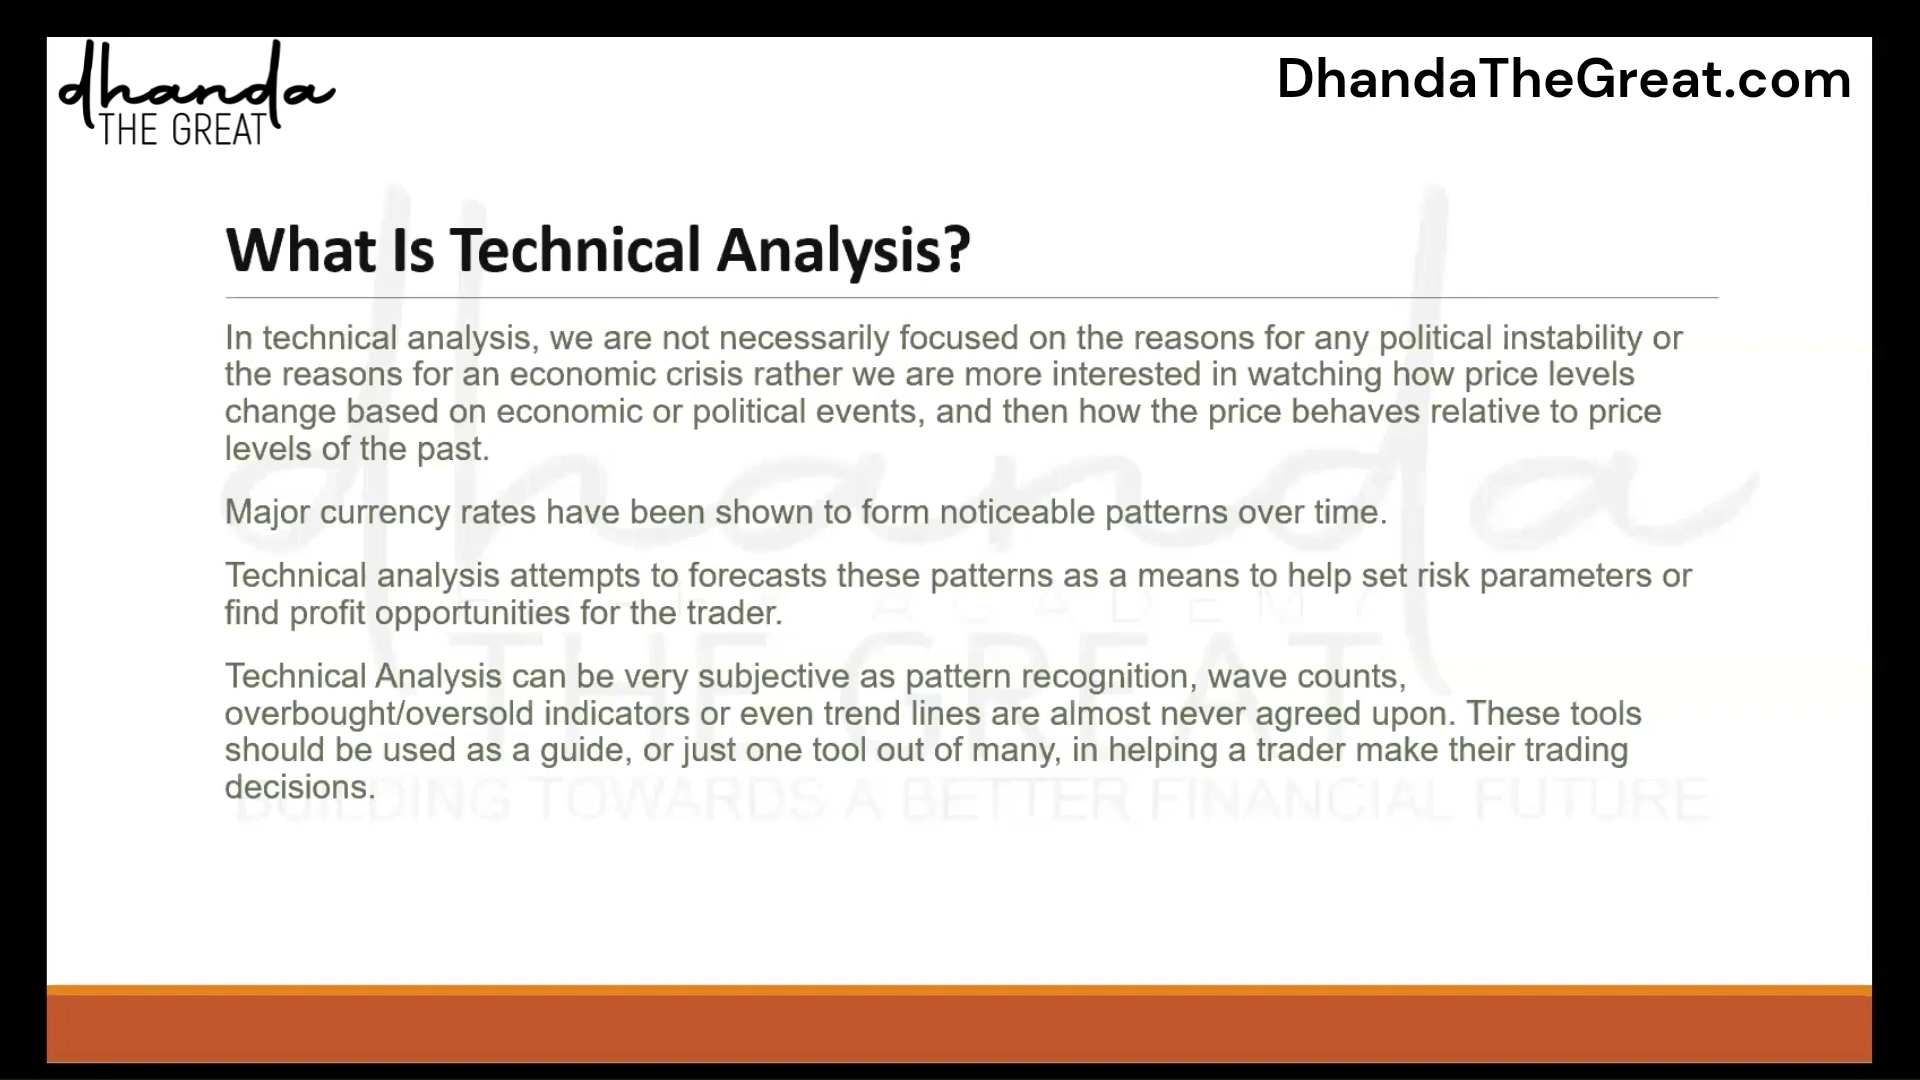 dhanda
THE GREAT
DhandaTheGreat.com
What Is Technical Analysis?
In technical analysis, we are not necessarily focused on the reasons for any political instability or
the reasons for an economic crisis rather we are more interested in watching how price levels
change based on economic or political events, and then how the price behaves relative to price
levels of the past.
Major currency rates have been shown to form noticeable patterns over time.
Technical analysis attempts to forecasts these patterns as a means to help set risk parameters or
find profit opportunities for the trader.
Technical Analysis can be very subjective as pattern recognition, wave counts,
overbought/oversold indicators or even trend lines are almost never agreed upon. These tools
should be used as a guide, or just one tool out of many, in helping a trader make their trading
decisions.
dhanda
ACADEMY
THE GREAT
BUILDING TOWARDS A BETTER FINANCIAL FUTURE